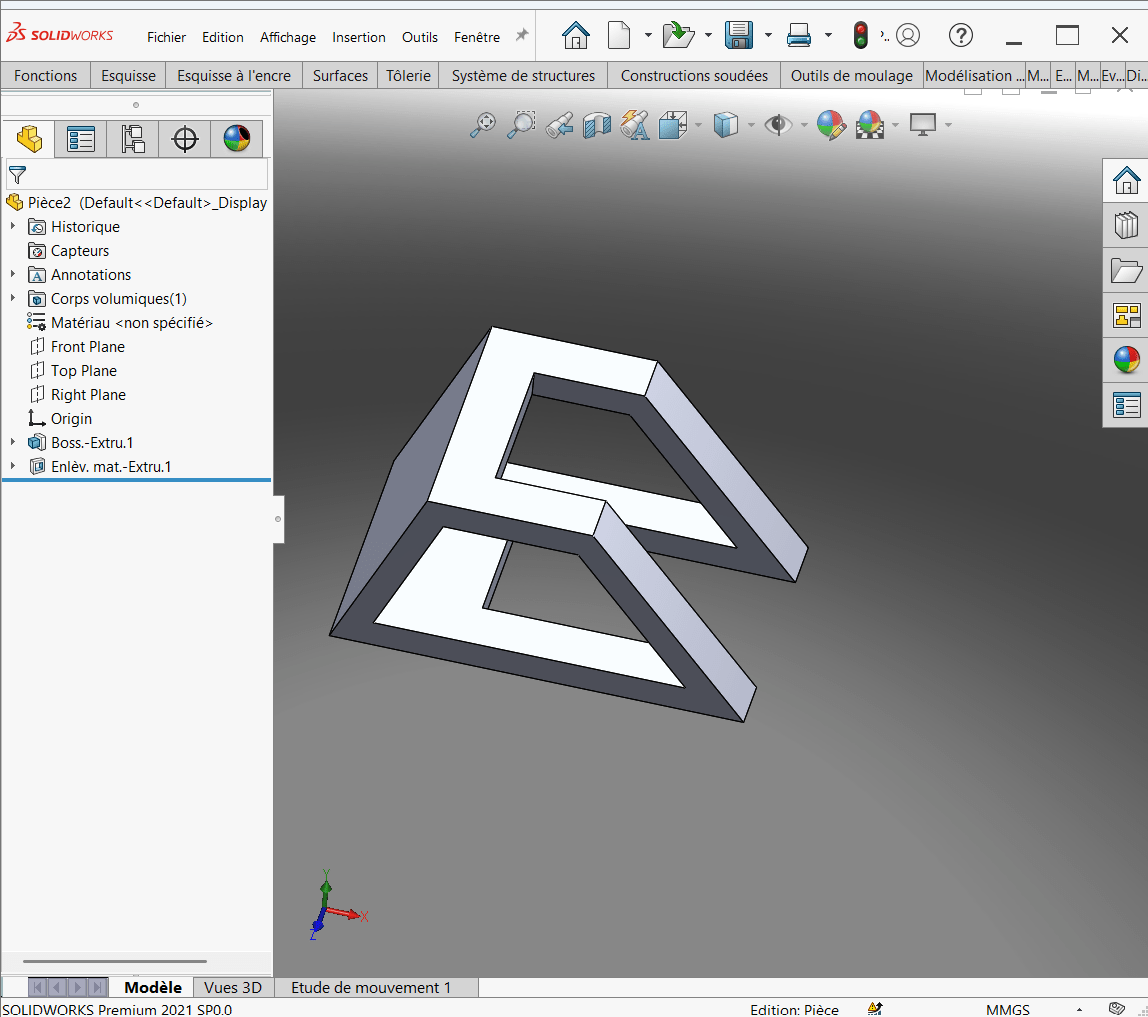 SOLIDWORKS Fichier Edition Affichage Insertion Outils Fenêtre
Fonctions Esquisse Esquisse à l'encre Surfaces Tôlerie Système de structures Constructions soudées Outils de moulage Modélisation ... M... E... M... Ev... Di...
Pièce2 (Default<<Default>_Display
Historique
Capteurs
Annotations
Corps volumiques(1)
Matériau <non spécifié>
Front Plane
Top Plane
Right Plane
Origin
Boss.-Extru.1
Enlèv. mat.-Extru.1
Y
X
Z
Modèle Vues 3D Etude de mouvement 1
SOLIDWORKS Premium 2021 SP0.0 Edition: Pièce MMGS